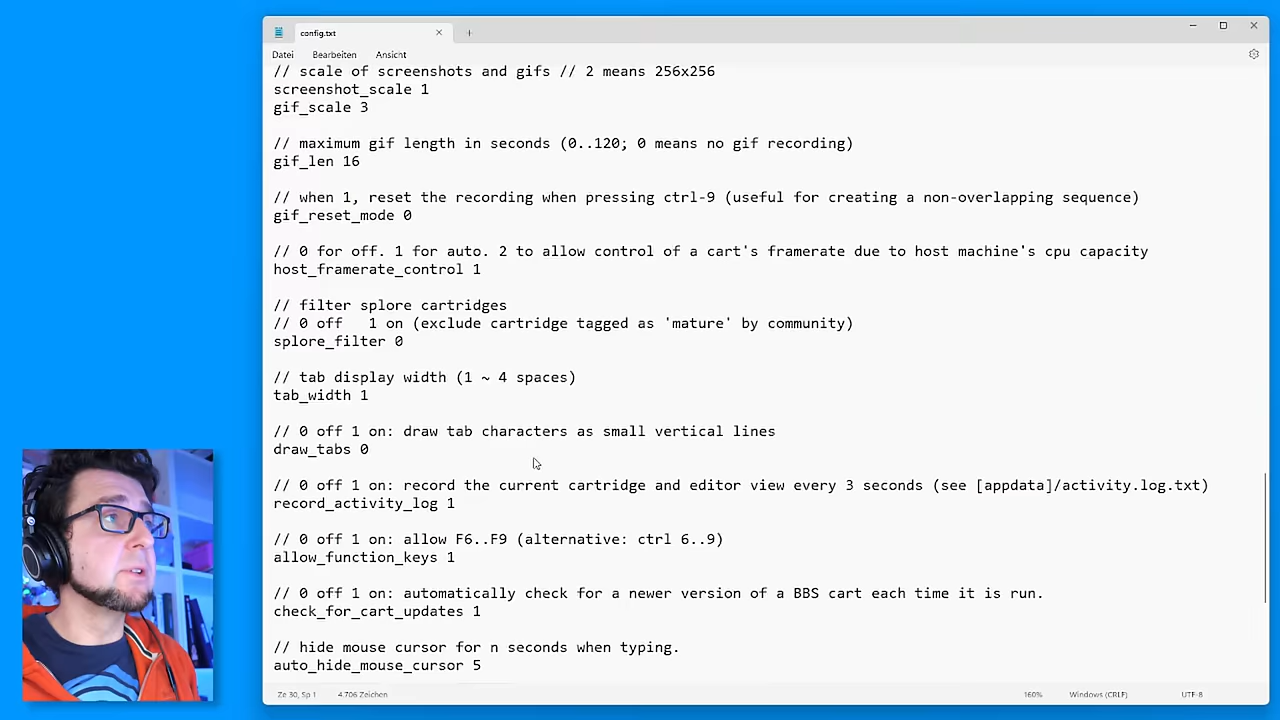 config.txt
Datei Bearbeiten Ansicht
// scale of screenshots and gifs // 2 means 256x256
screenshot_scale 1
gif_scale 3
// maximum gif length in seconds (0..120; 0 means no gif recording)
gif_len 16
// when 1, reset the recording when pressing ctrl-9 (useful for creating a non-overlapping sequence)
gif_reset_mode 0
// 0 for off. 1 for auto. 2 to allow control of a cart's framerate due to host machine's cpu capacity
host_framerate_control 1
// filter splore cartridges
// 0 off   1 on (exclude cartridge tagged as 'mature' by community)
splore_filter 0
// tab display width (1 ~ 4 spaces)
tab_width 1
// 0 off 1 on: draw tab characters as small vertical lines
draw_tabs 0
// 0 off 1 on: record the current cartridge and editor view every 3 seconds (see [appdata]/activity.log.txt)
record_activity_log 1
// 0 off 1 on: allow F6..F9 (alternative: ctrl 6..9)
allow_function_keys 1
// 0 off 1 on: automatically check for a newer version of a BBS cart each time it is run.
check_for_cart_updates 1
// hide mouse cursor for n seconds when typing.
auto_hide_mouse_cursor 5
Ze 30, Sp 1 4.706 Zeichen 160% Windows (CRLF) UTF-8